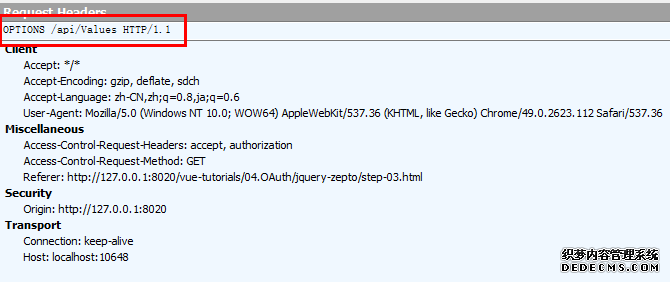 Request Headers
OPTIONS /api/Values HTTP/1.1
Client
Accept: */*
Accept-Encoding: gzip, deflate, sdch
Accept-Language: zh-CN,zh;q=0.8,ja;q=0.6
User-Agent: Mozilla/5.0 (Windows NT 10.0; WOW64) AppleWebKit/537.36 (KHTML, like Gecko) Chrome/49.0.2623.112 Safari/537.36
Miscellaneous
Access-Control-Request-Headers: accept, authorization
Access-Control-Request-Method: GET
Referer: http://127.0.0.1:8020/vue-tutorials/04.OAuth/jquery-zepto/step-03.html
Security
Origin: http://127.0.0.1:8020
Transport
Connection: keep-alive
Host: localhost:10648
织梦内容管理系统
DEDECMS.COM